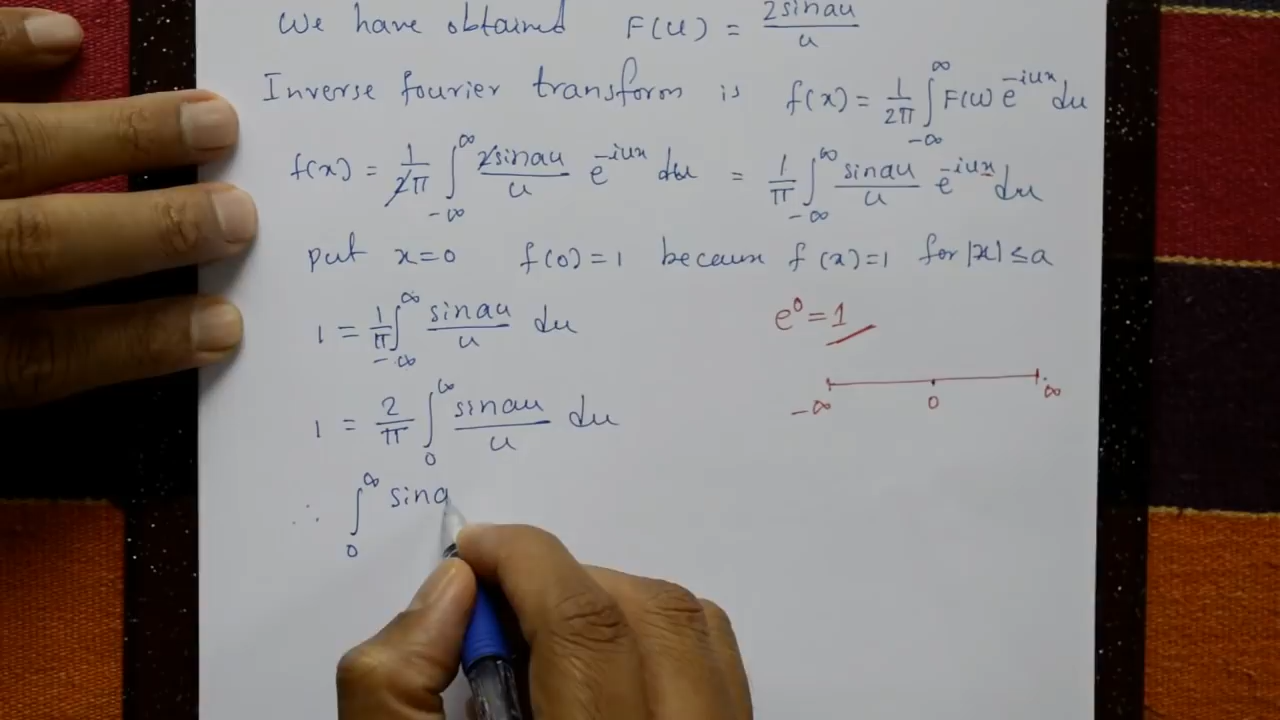 We have obtained F(u) = 2sinau / u
Inverse fourier transform is f(x) = 1/2π ∫_{-∞}^{∞} F(u) e^{-iux} du
f(x) = 1/2π ∫_{-∞}^{∞} 2sinau/u e^{-iux} du = 1/π ∫_{-∞}^{∞} sinau/u e^{-iux} du
put x=0 f(0)=1 because f(x)=1 for |x| ≤ a
1 = 1/π ∫_{-∞}^{∞} sinau/u du e^0 = 1
1 = 2/π ∫_{0}^{∞} sinau/u du -∞ 0 ∞
∴ ∫_{0}^{∞} sina